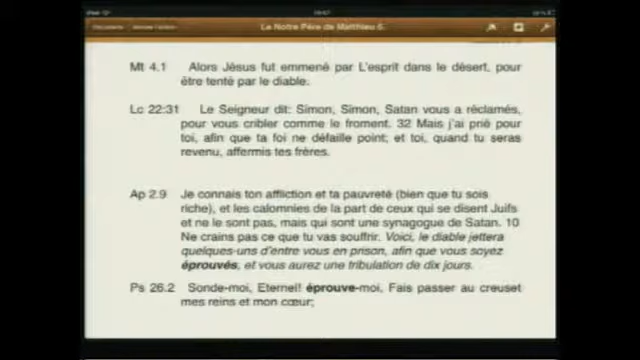 Le Notre Père de Matthieu 6.
Mt 4.1 Alors Jésus fut emmené par L'esprit dans le désert, pour
être tenté par le diable.
Lc 22:31 Le Seigneur dit: Simon, Simon, Satan vous a réclamés,
pour vous cribler comme le froment. 32 Mais j'ai prié pour
toi, afin que ta foi ne défaille point; et toi, quand tu seras
revenu, affermis tes frères.
Ap 2.9 Je connais ton affliction et ta pauvreté (bien que tu sois
riche), et les calomnies de la part de ceux qui se disent Juifs et
ne le sont pas, mais qui sont une synagogue de Satan. 10
Ne crains pas ce que tu vas souffrir. Voici, le diable jettera
quelques-uns d'entre vous en prison, afin que vous soyez
éprouvés, et vous aurez une tribulation de dix jours.
Ps 26.2 Sonde-moi, Eternel! éprouve-moi, Fais passer au creuset
mes reins et mon cœur;